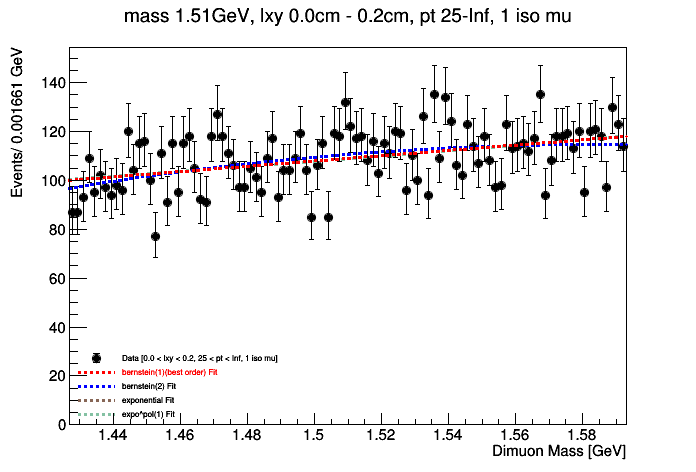 mass 1.51GeV, lxy 0.0cm - 0.2cm, pt 25-Inf, 1 iso mu
Events/ 0.001661 GeV
140
120
100
80
60
40
20
0
Data [0.0 < lxy < 0.2, 25 < pt < Inf, 1 iso mu]
bernstein(1)(best order) Fit
bernstein(2) Fit
exponential Fit
expo*pol(1) Fit
1.44 1.46 1.48 1.5 1.52 1.54 1.56 1.58
Dimuon Mass [GeV]